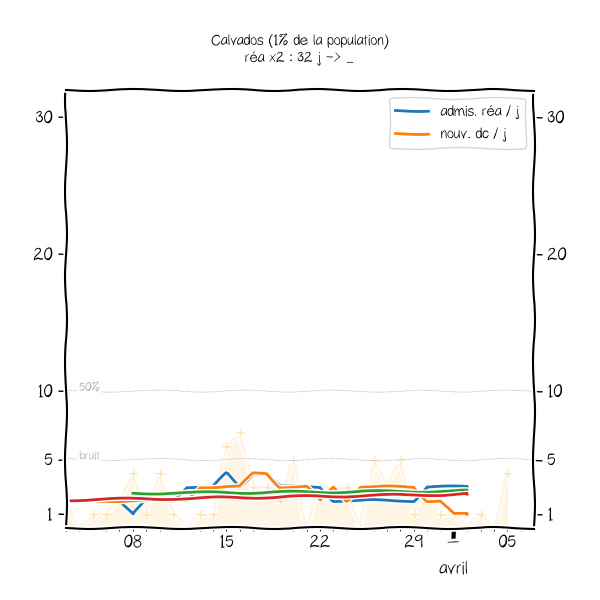 Calvados (1% de la population)
réa x2 : 32 j -> _
admis. réa / j
nouv. dc / j
30
30
20
20
50%
10
10
bruit
5
5
1
1
08
15
22
29
05
avril